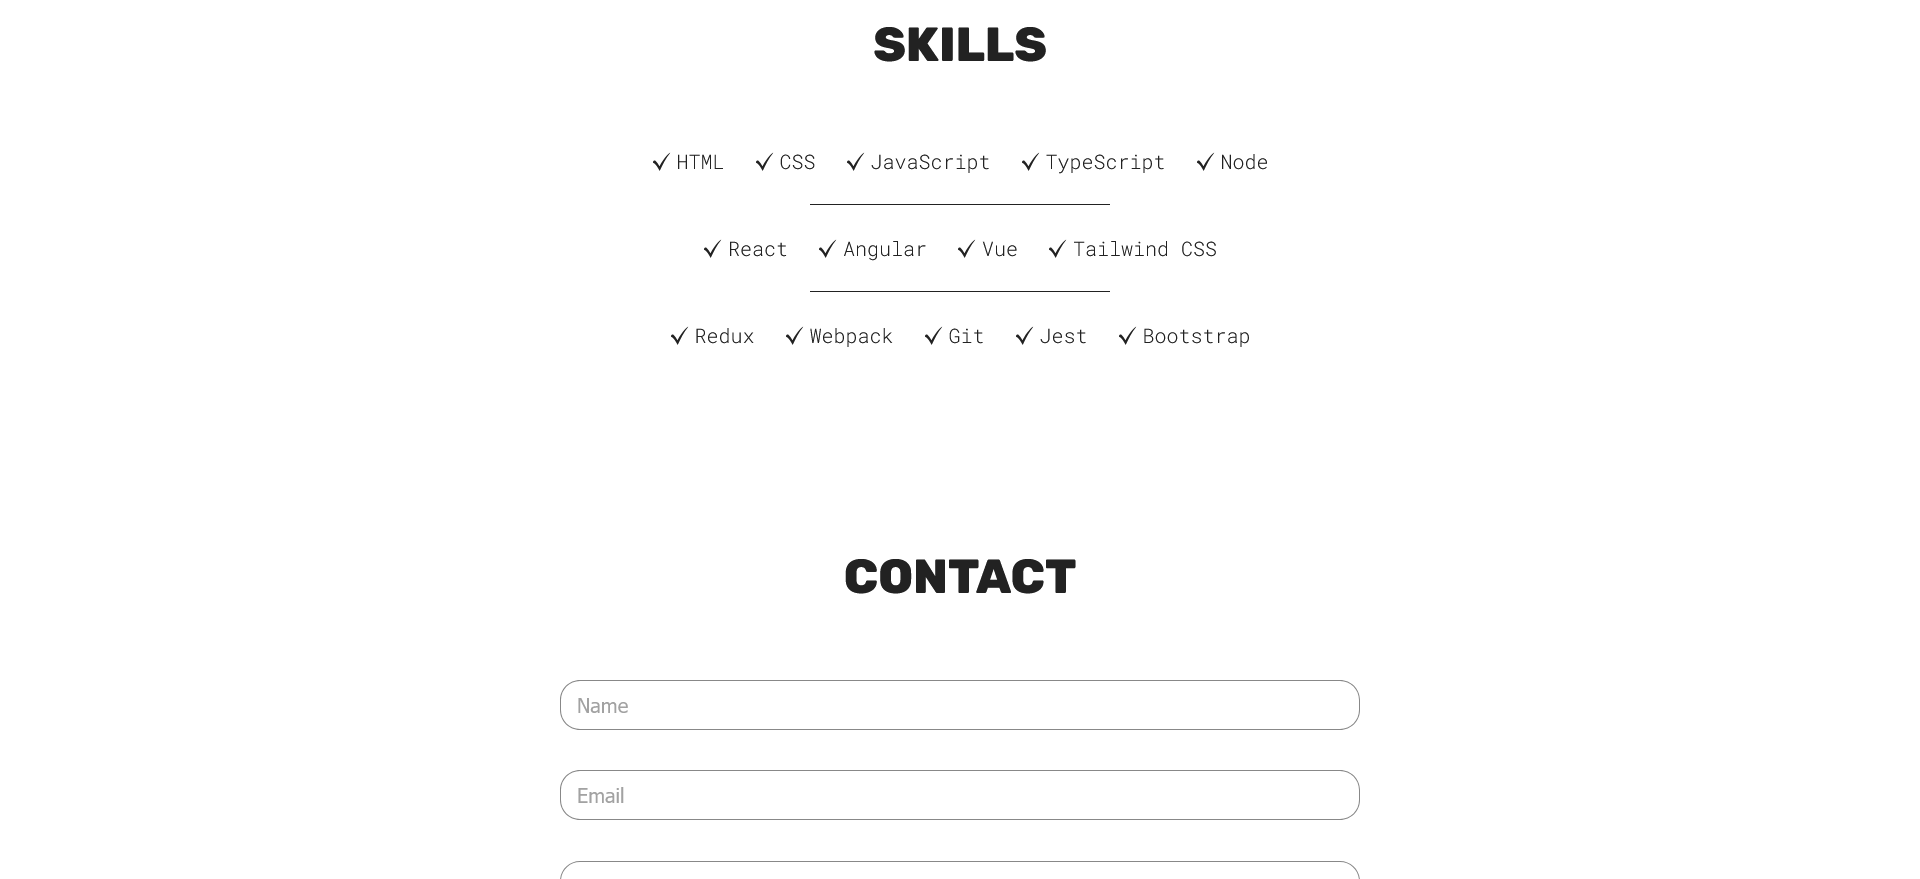 SKILLS
✓ HTML ✓ CSS ✓ JavaScript ✓ TypeScript ✓ Node
✓ React ✓ Angular ✓ Vue ✓ Tailwind CSS
✓ Redux ✓ Webpack ✓ Git ✓ Jest ✓ Bootstrap
CONTACT
Name
Email